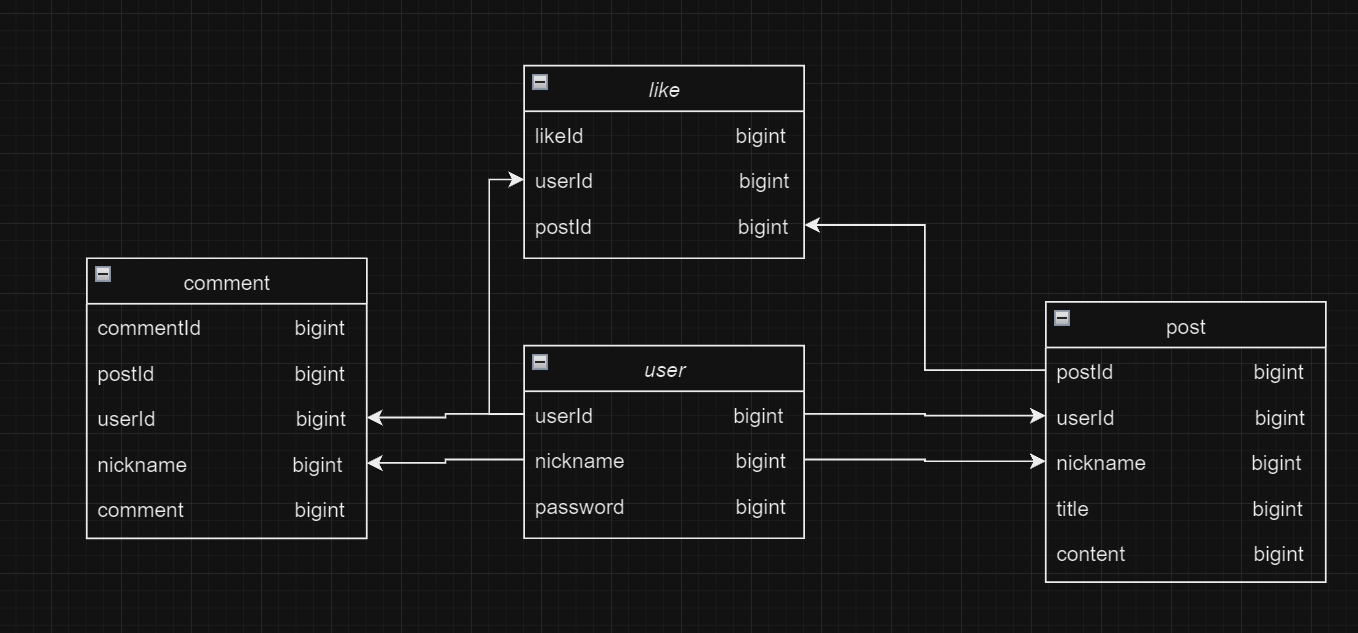 like
likeId bigint
userId bigint
postId bigint
comment
commentId bigint
postId bigint
userId bigint
nickname bigint
comment bigint
user
userId bigint
nickname bigint
password bigint
post
postId bigint
userId bigint
nickname bigint
title bigint
content bigint